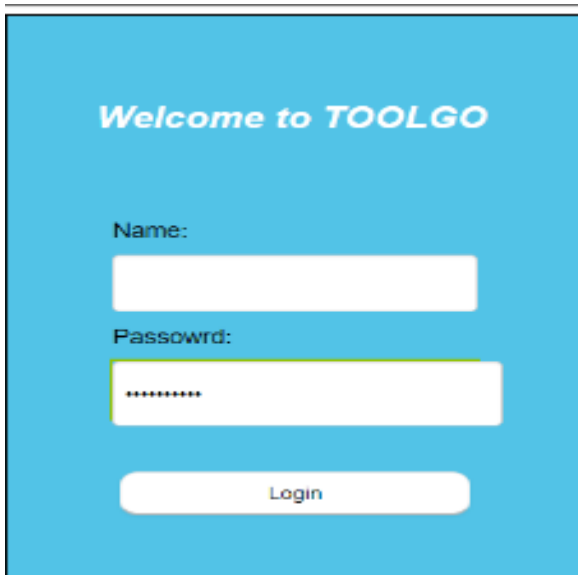 Welcome to TOOLGO
Name:
Passowrd:
••••••••••
Login